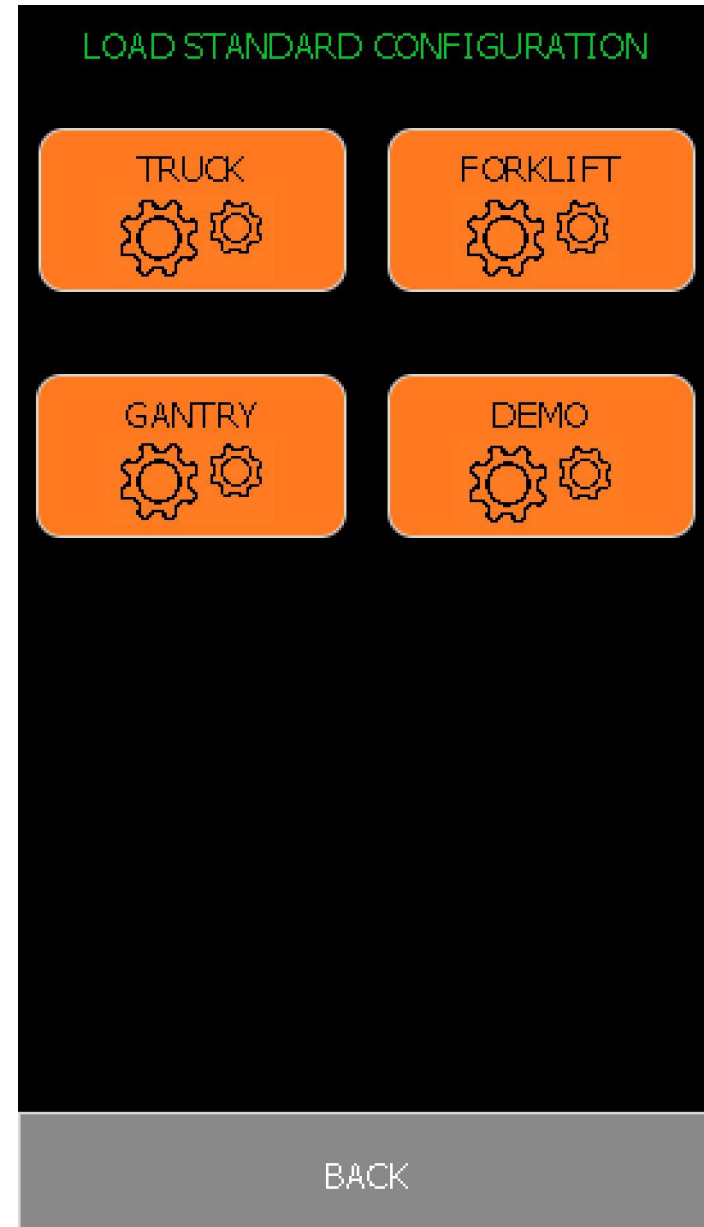 LOAD STANDARD CONFIGURATION
TRUCK
FORKLIFT
GANTRY
DEMO
BACK